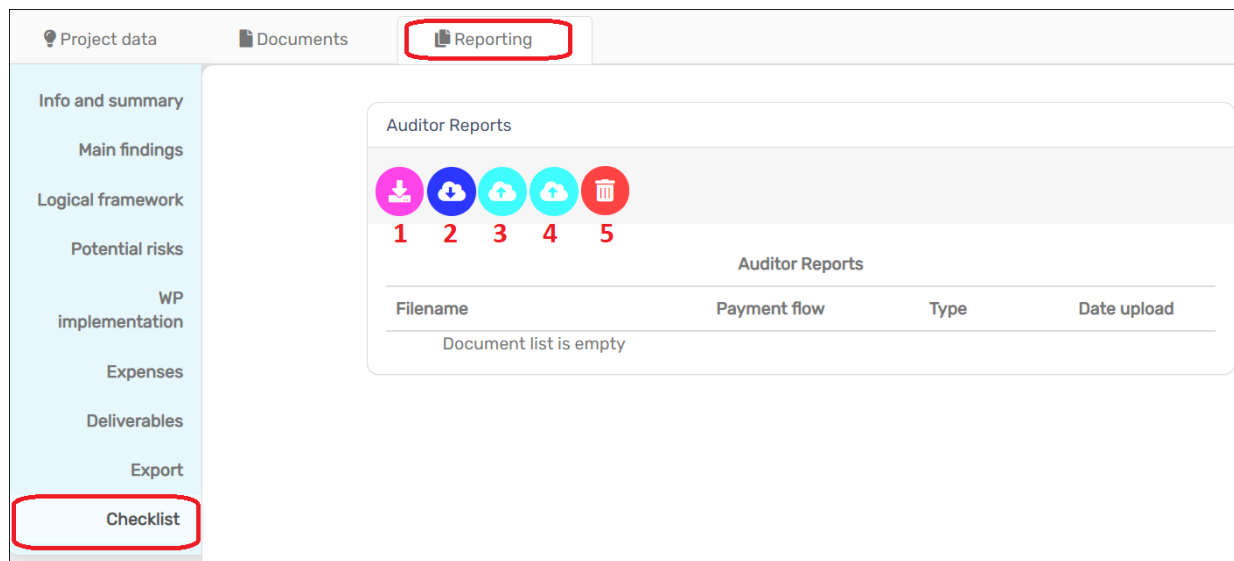 Project data Documents Reporting
Info and summary
Main findings
Logical framework
Potential risks
WP
implementation
Expenses
Deliverables
Export
Checklist
Auditor Reports
1 2 3 4 5
Auditor Reports
Filename Payment flow Type Date upload
Document list is empty